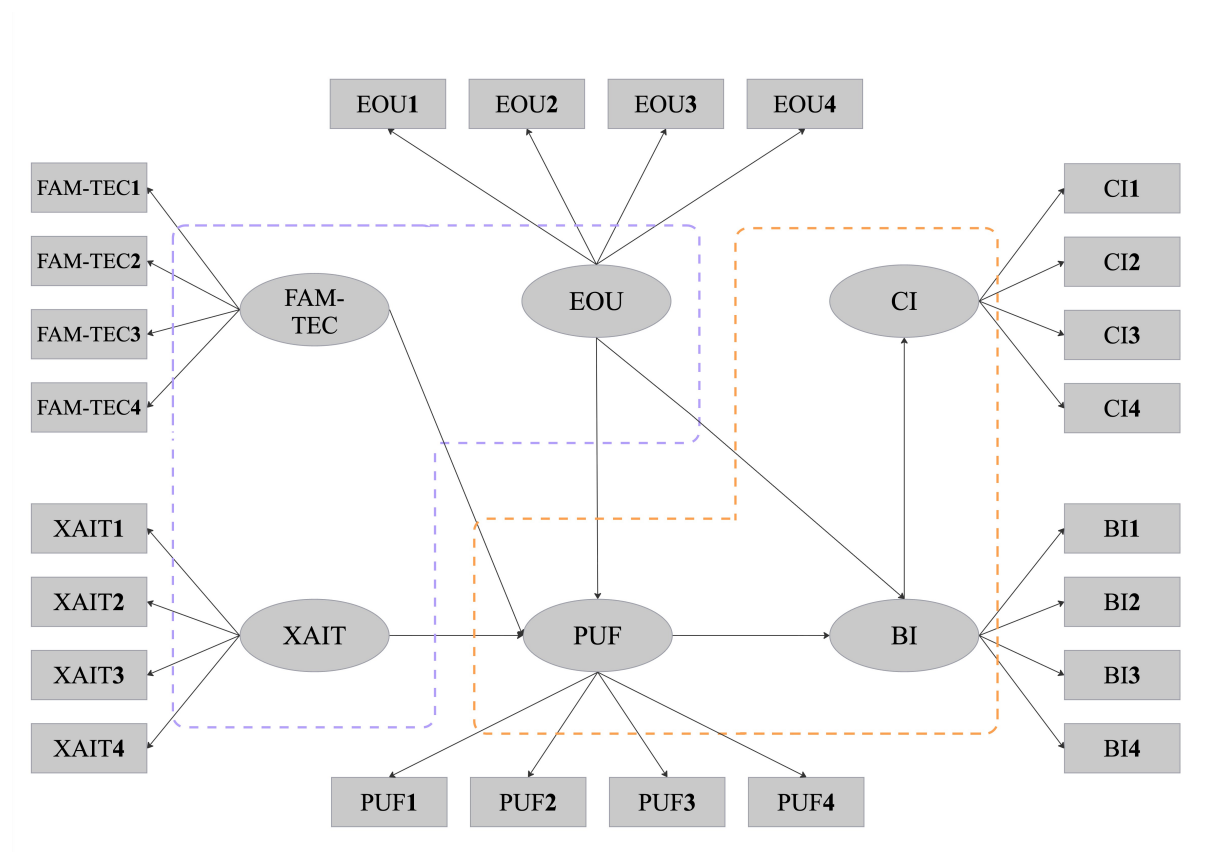 EOU1
EOU2
EOU3
EOU4
FAM-TEC1
FAM-TEC2
FAM-TEC3
FAM-TEC4
FAM-
TEC
EOU
CI
CI1
CI2
CI3
CI4
XAIT1
XAIT2
XAIT3
XAIT4
XAIT
PUF
BI
BI1
BI2
BI3
BI4
PUF1
PUF2
PUF3
PUF4